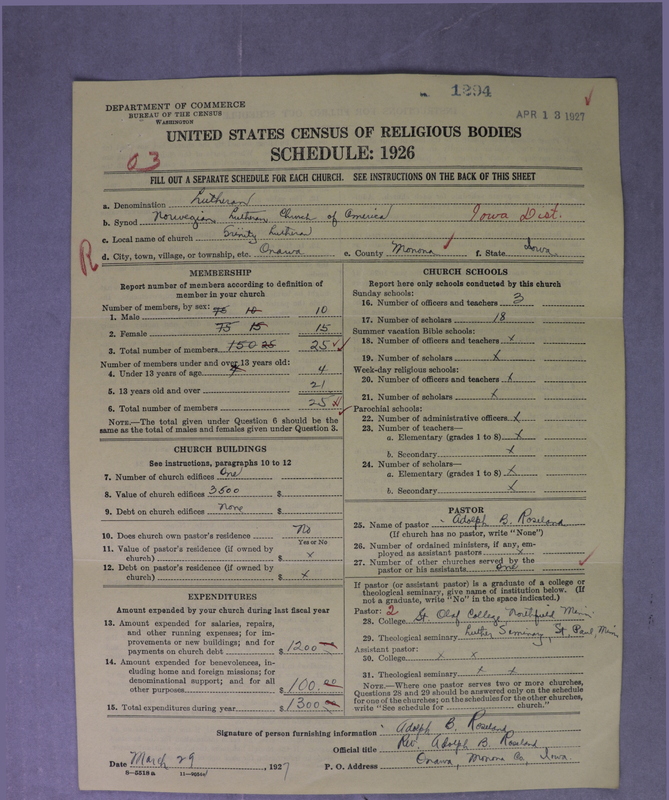 1294
DEPARTMENT OF COMMERCE
BUREAU OF THE CENSUS
WASHINGTON
APR 13 1927
UNITED STATES CENSUS OF RELIGIOUS BODIES
SCHEDULE: 1926
03
FILL OUT A SEPARATE SCHEDULE FOR EACH CHURCH. SEE INSTRUCTIONS ON THE BACK OF THIS SHEET
a. Denomination Lutheran
b. Synod Norwegian Lutheran Church of America Iowa Dist.
c. Local name of church Trinity Lutheran
R
d. City, town, village, or township, etc. Onawa e. County Monona f. State Iowa
MEMBERSHIP
Report number of members according to definition of
member in your church
Number of members, by sex:
1. Male 75 10 10
2. Female 75 15 15
3. Total number of members 150 25 25
Number of members under and over 13 years old:
4. Under 13 years of age 4
5. 13 years old and over 21
6. Total number of members 25
NOTE.—The total given under Question 6 should be the
same as the total of males and females given under Question 3.
CHURCH BUILDINGS
See instructions, paragraphs 10 to 12
7. Number of church edifices One
8. Value of church edifices 3500 $
9. Debt on church edifices None $
10. Does church own pastor's residence No
Yes or No
11. Value of pastor's residence (if owned by
church) $ x
12. Debt on pastor's residence (if owned by
church) $ x
EXPENDITURES
Amount expended by your church during last fiscal year
13. Amount expended for salaries, repairs,
and other running expenses; for im-
provements or new buildings; and for
payments on church debt $ 1200
14. Amount expended for benevolences, in-
cluding home and foreign missions; for
denominational support; and for all
other purposes $ 100.00
15. Total expenditures during year $ 1300
CHURCH SCHOOLS
Report here only schools conducted by this church
Sunday schools:
16. Number of officers and teachers 3
17. Number of scholars 18
Summer vacation Bible schools:
18. Number of officers and teachers x
19. Number of scholars x
Week-day religious schools:
20. Number of officers and teachers x
21. Number of scholars x
Parochial schools:
22. Number of administrative officers x
23. Number of teachers—
a. Elementary (grades 1 to 8) x
b. Secondary x
24. Number of scholars—
a. Elementary (grades 1 to 8) x
b. Secondary x
PASTOR
25. Name of pastor Adolph B. Roseland
(If church has no pastor, write "None")
26. Number of ordained ministers, if any, em-
ployed as assistant pastors x
27. Number of other churches served by the
pastor or his assistants One
If pastor (or assistant pastor) is a graduate of a college or
theological seminary, give name of institution below. (If
not a graduate, write "No" in the space indicated.)
Pastor: 2
28. College St. Olaf College Northfield Minn
29. Theological seminary Luther Seminary, St. Paul, Minn
Assistant pastor:
30. College x x
31. Theological seminary x x
NOTE.—Where one pastor serves two or more churches,
Questions 28 and 29 should be answered only on the schedule
for one of the churches; on the schedules for the other churches,
write "See schedule for church."
Signature of person furnishing information Adolph B. Roseland
Official title Rev. Adolph B. Roseland
Date March 29, 1927 P. O. Address Onawa, Monona Co, Iowa.